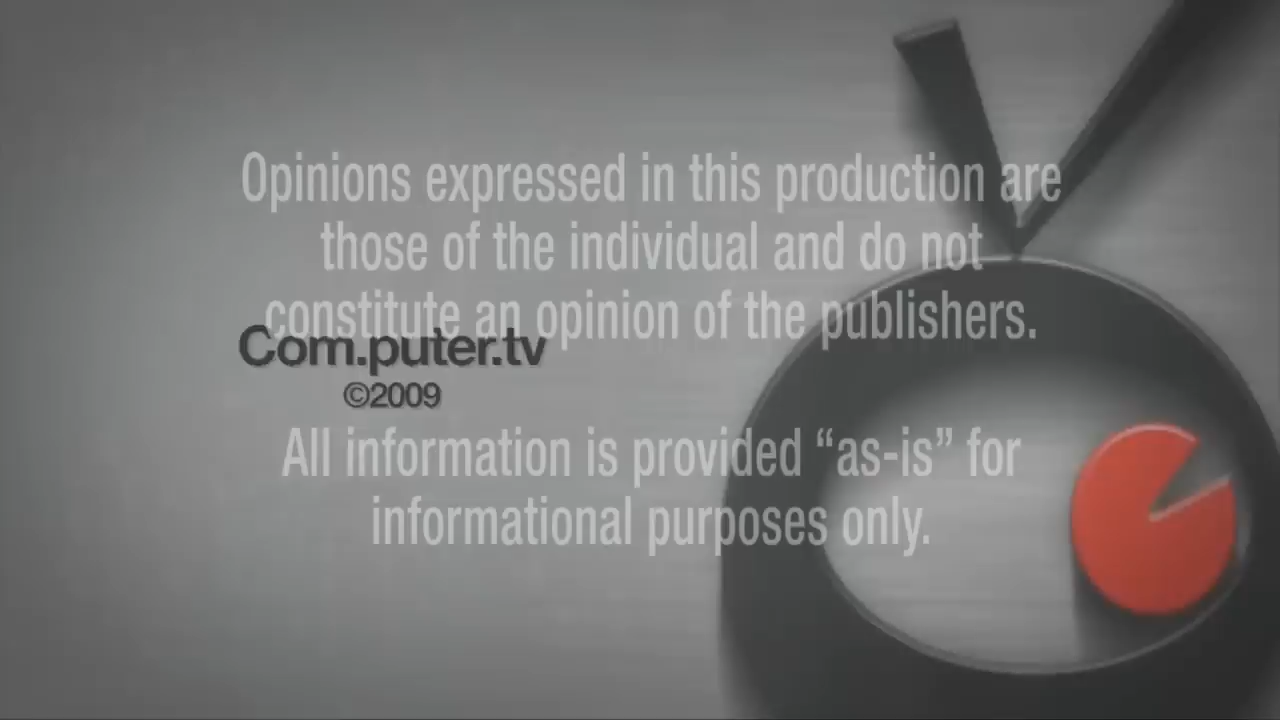 Opinions expressed in this production are
those of the individual and do not
constitute an opinion of the publishers.
Com.puter.tv
©2009
All information is provided “as-is” for
informational purposes only.